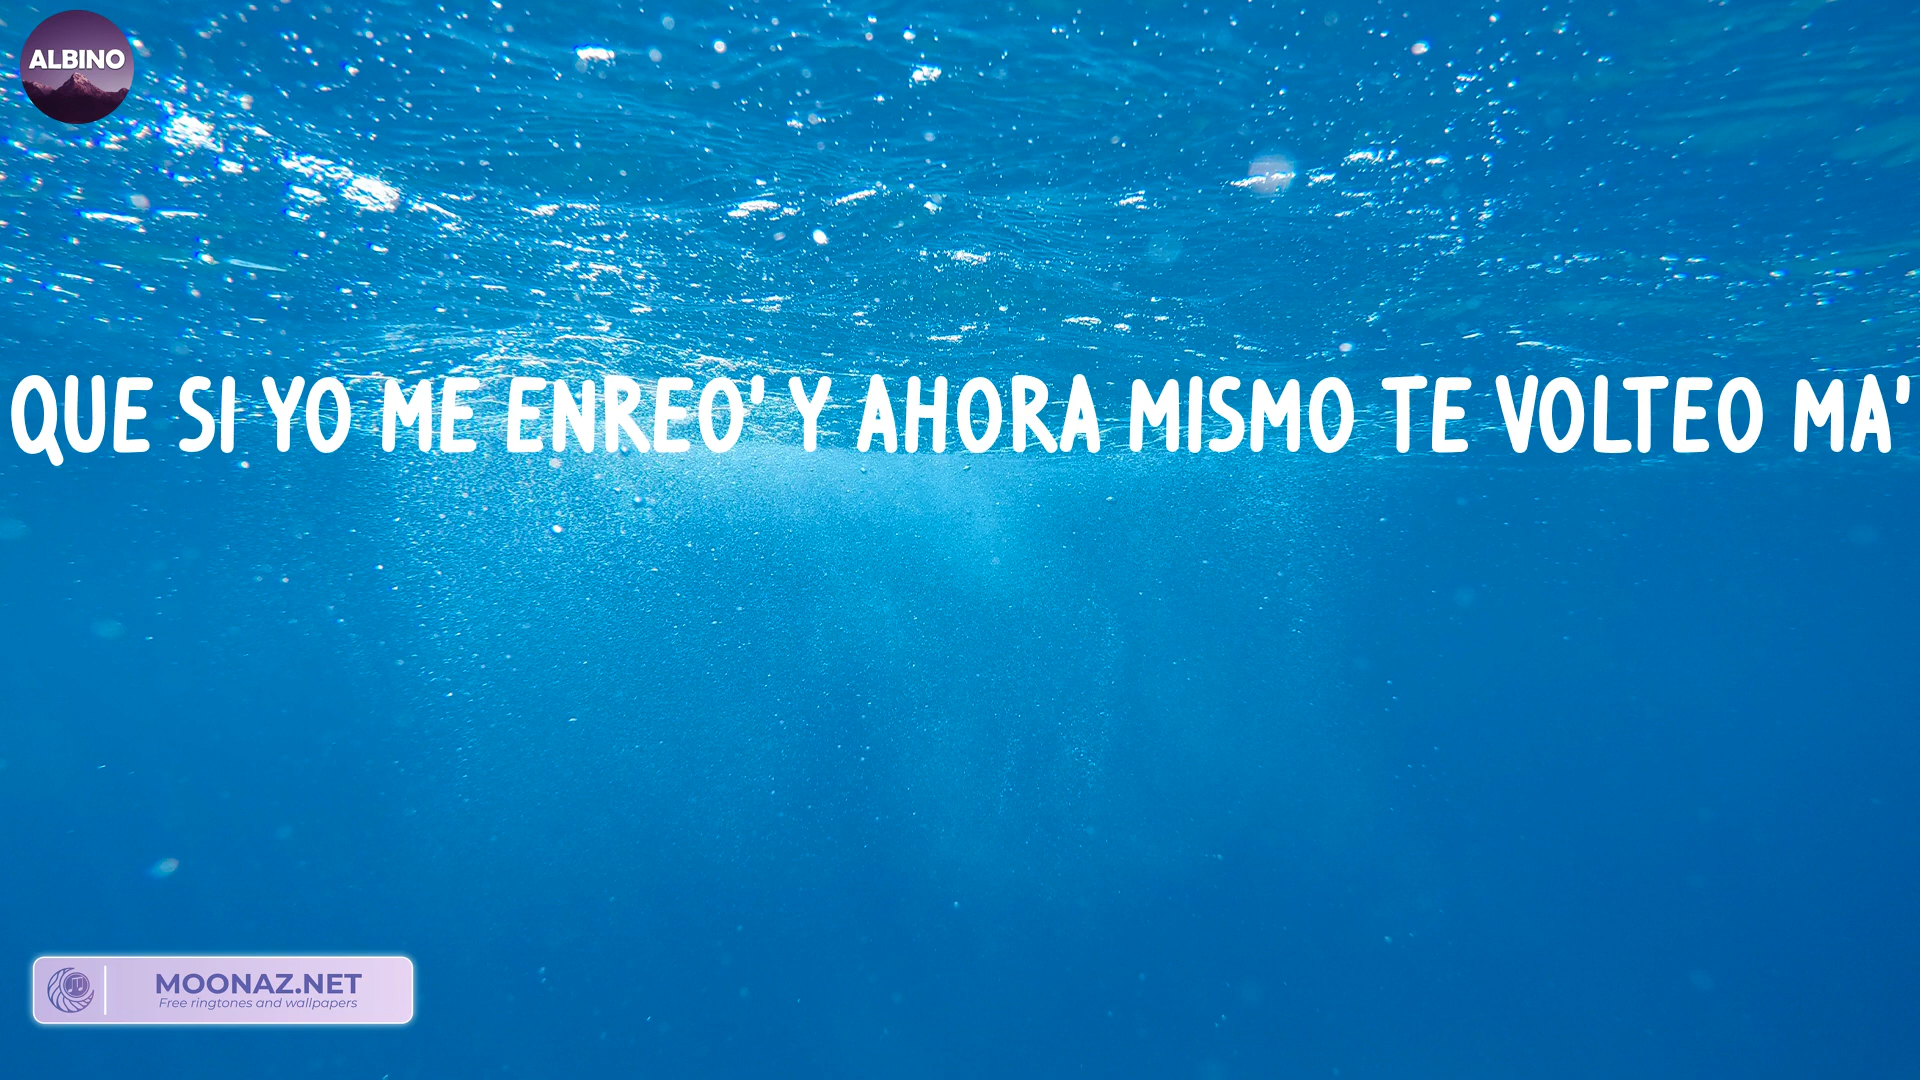 ALBINO
QUE SI YO ME ENREO' Y AHORA MISMO TE VOLTEO MA'
MOONAZ.NET
Free ringtones and wallpapers